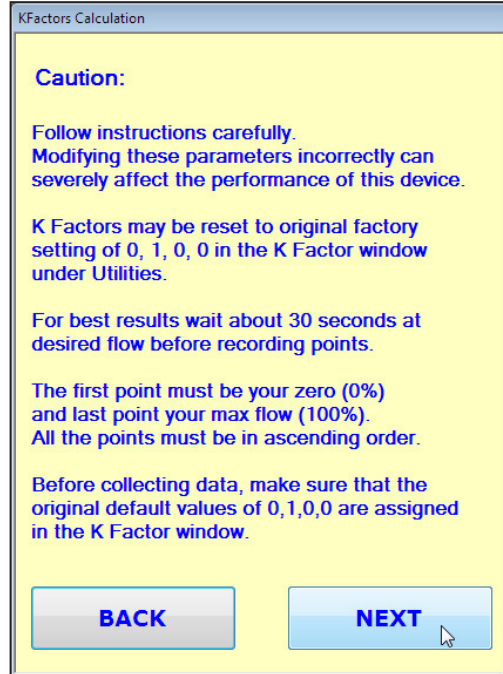 KFactors Calculation
Caution:
Follow instructions carefully.
Modifying these parameters incorrectly can
severely affect the performance of this device.
K Factors may be reset to original factory
setting of 0, 1, 0, 0 in the K Factor window
under Utilities.
For best results wait about 30 seconds at
desired flow before recording points.
The first point must be your zero (0%)
and last point your max flow (100%).
All the points must be in ascending order.
Before collecting data, make sure that the
original default values of 0,1,0,0 are assigned
in the K Factor window.
BACK NEXT